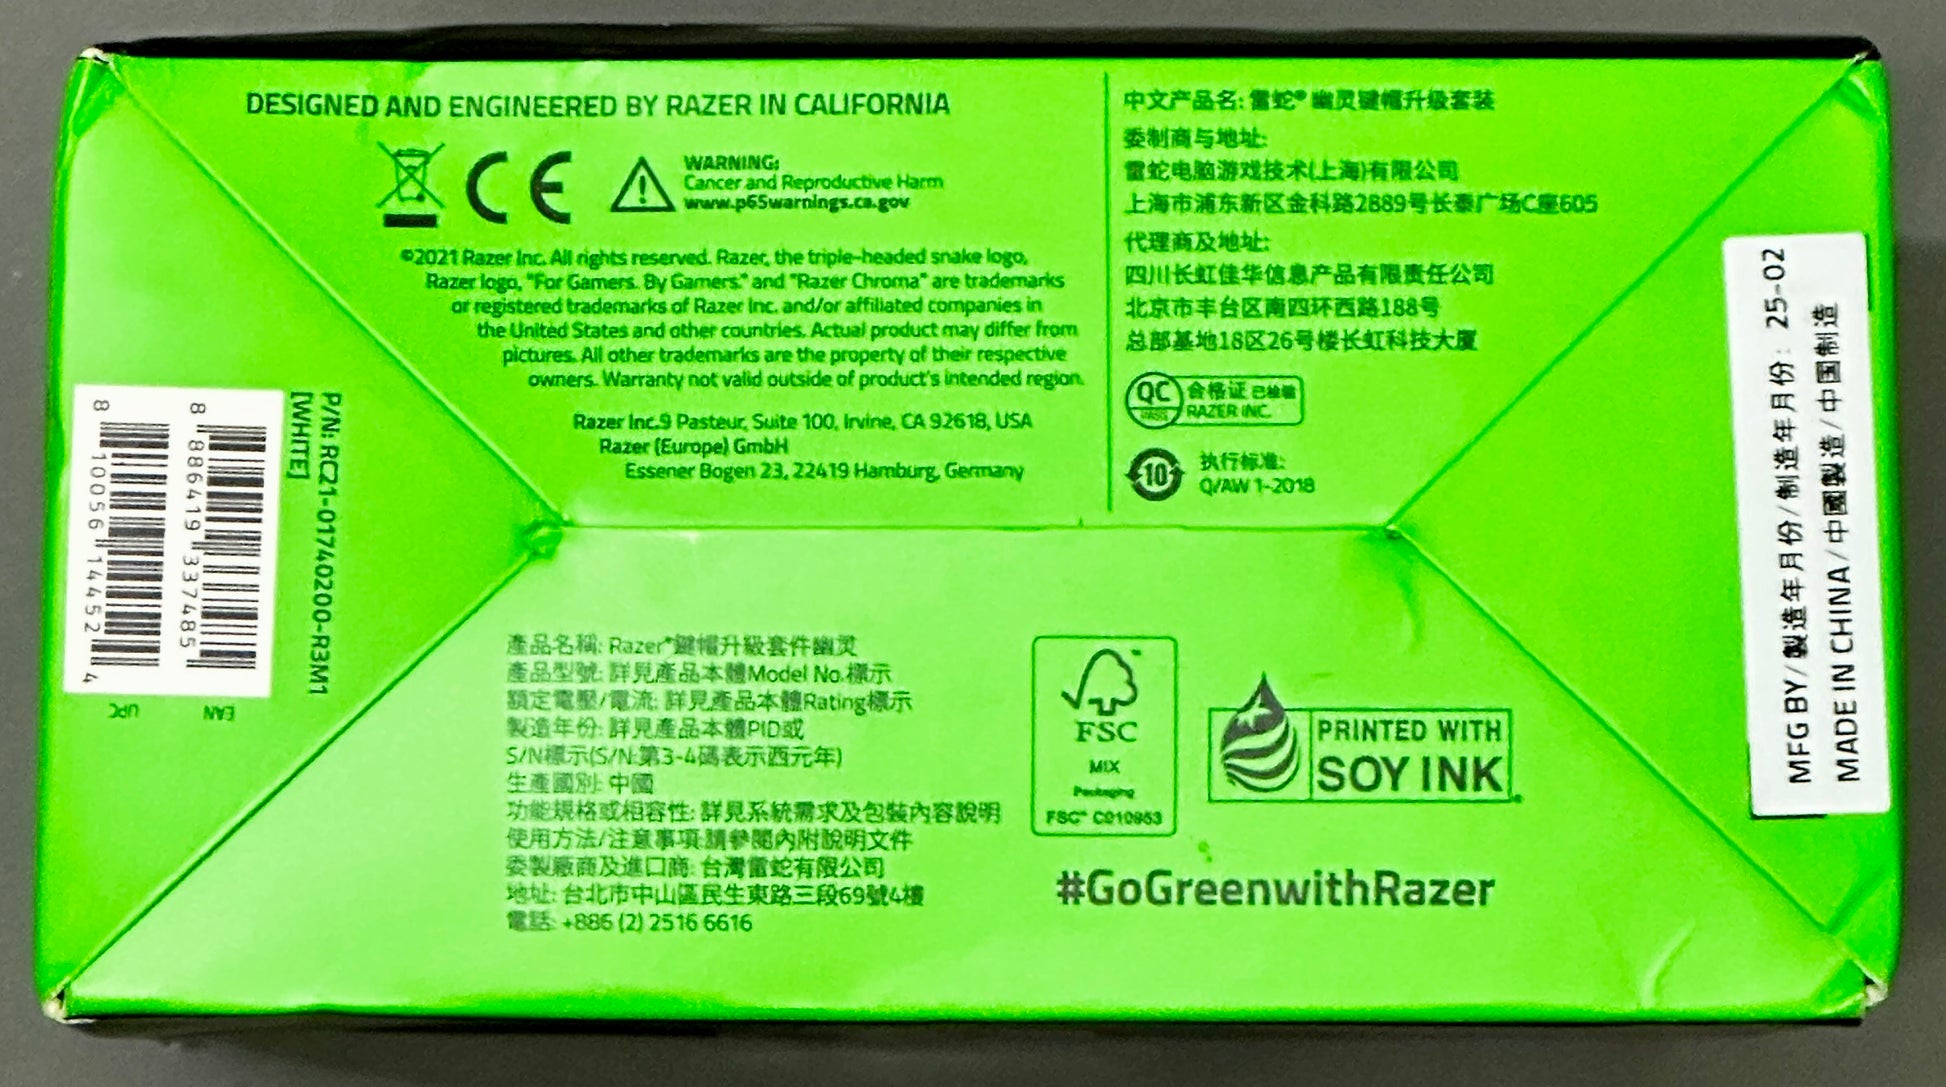 DESIGNED AND ENGINEERED BY RAZER IN CALIFORNIA
CE
WARNING:
Cancer and Reproductive Harm
www.p65warnings.ca.gov
©2021 Razer Inc. All rights reserved. Razer, the triple-headed snake logo,
Razer logo, "For Gamers. By Gamers." and "Razer Chroma" are trademarks
or registered trademarks of Razer Inc. and/or affiliated companies in
the United States and other countries. Actual product may differ from
pictures. All other trademarks are the property of their respective
owners. Warranty not valid outside of product's intended region.
Razer Inc.9 Pasteur, Suite 100, Irvine, CA 92618, USA
Razer (Europe) GmbH
Essener Bogen 23, 22419 Hamburg, Germany
中文产品名: 雷蛇® 幽灵键帽升级套装
委制商与地址:
雷蛇电脑游戏技术(上海)有限公司
上海市浦东新区金科路2889号长泰广场C座605
代理商及地址:
四川长虹佳华信息产品有限责任公司
北京市丰台区南四环西路188号
总部基地18区26号楼长虹科技大厦
QC
PASS
合格证 已检验
RAZER INC.
10
执行标准:
Q/AW 1-2018
P/N: RC21-01740200-R3M1
[WHITE]
8 886419 337485
EAN
8 10056 14452 4
UPC
產品名稱: Razer®鍵帽升級套件幽灵
產品型號: 詳見產品本體Model No.標示
額定電壓/電流: 詳見產品本體Rating標示
製造年份: 詳見產品本體PID或
S/N標示(S/N:第3-4碼表示西元年)
生產國別: 中國
功能規格或相容性: 詳見系統需求及包裝內容說明
使用方法/注意事項:請參閱內附說明文件
委製廠商及進口商: 台灣雷蛇有限公司
地址: 台北市中山區民生東路三段69號4樓
電話: +886 (2) 2516 6616
FSC
MIX
Packaging
FSC™ C010953
PRINTED WITH
SOY INK
#GoGreenwithRazer
MFG BY/製造年月份/制造年月份: 25-02
MADE IN CHINA/中國製造/中国制造